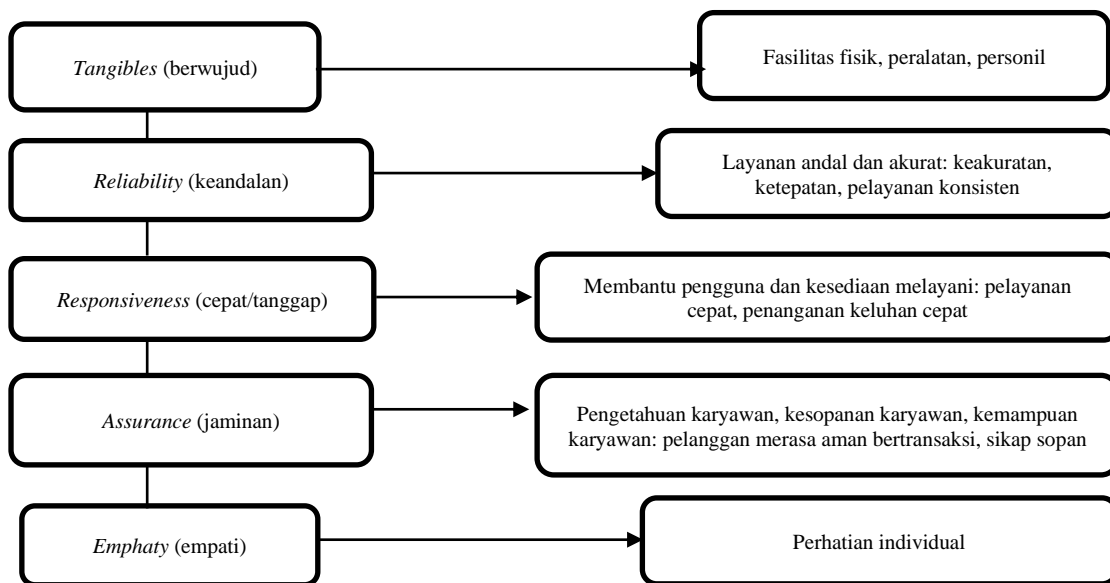 Tangibles (berwujud)
Fasilitas fisik, peralatan, personil
Reliability (keandalan)
Layanan andal dan akurat: keakuratan,
ketepatan, pelayanan konsisten
Responsiveness (cepat/tanggap)
Membantu pengguna dan kesediaan melayani: pelayanan
cepat, penanganan keluhan cepat
Assurance (jaminan)
Pengetahuan karyawan, kesopanan karyawan, kemampuan
karyawan: pelanggan merasa aman bertransaksi, sikap sopan
Emphaty (empati)
Perhatian individual